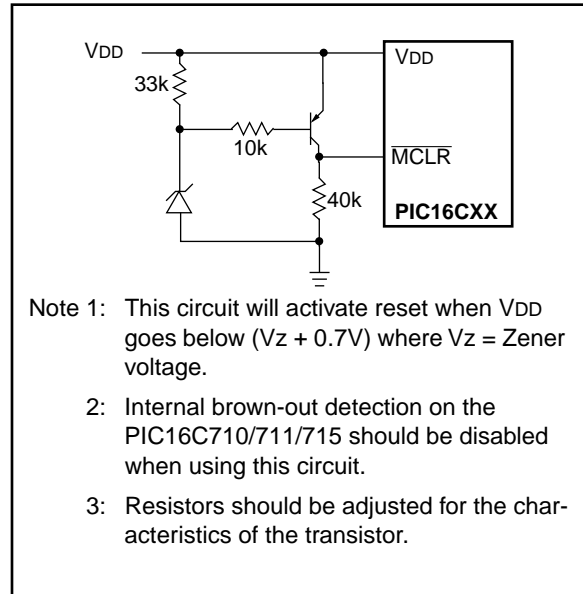 VDD
VDD
33k
10k
MCLR
40k
PIC16CXX
Note 1: This circuit will activate reset when VDD
goes below (Vz + 0.7V) where Vz = Zener
voltage.
2: Internal brown-out detection on the
PIC16C710/711/715 should be disabled
when using this circuit.
3: Resistors should be adjusted for the char-
acteristics of the transistor.